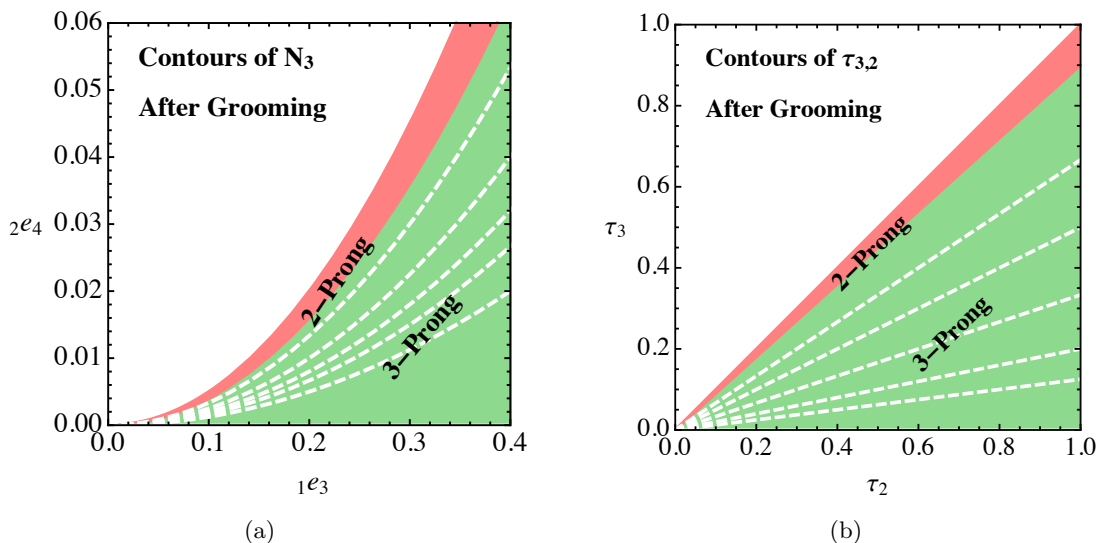 Contours of N₃
After Grooming
2–Prong
3–Prong
₂e₄
0.06
0.05
0.04
0.03
0.02
0.01
0.00
0.0 0.1 0.2 0.3 0.4
₁e₃
(a)
Contours of τ₃,₂
After Grooming
2–Prong
3–Prong
τ₃
1.0
0.8
0.6
0.4
0.2
0.0
0.0 0.2 0.4 0.6 0.8 1.0
τ₂
(b)